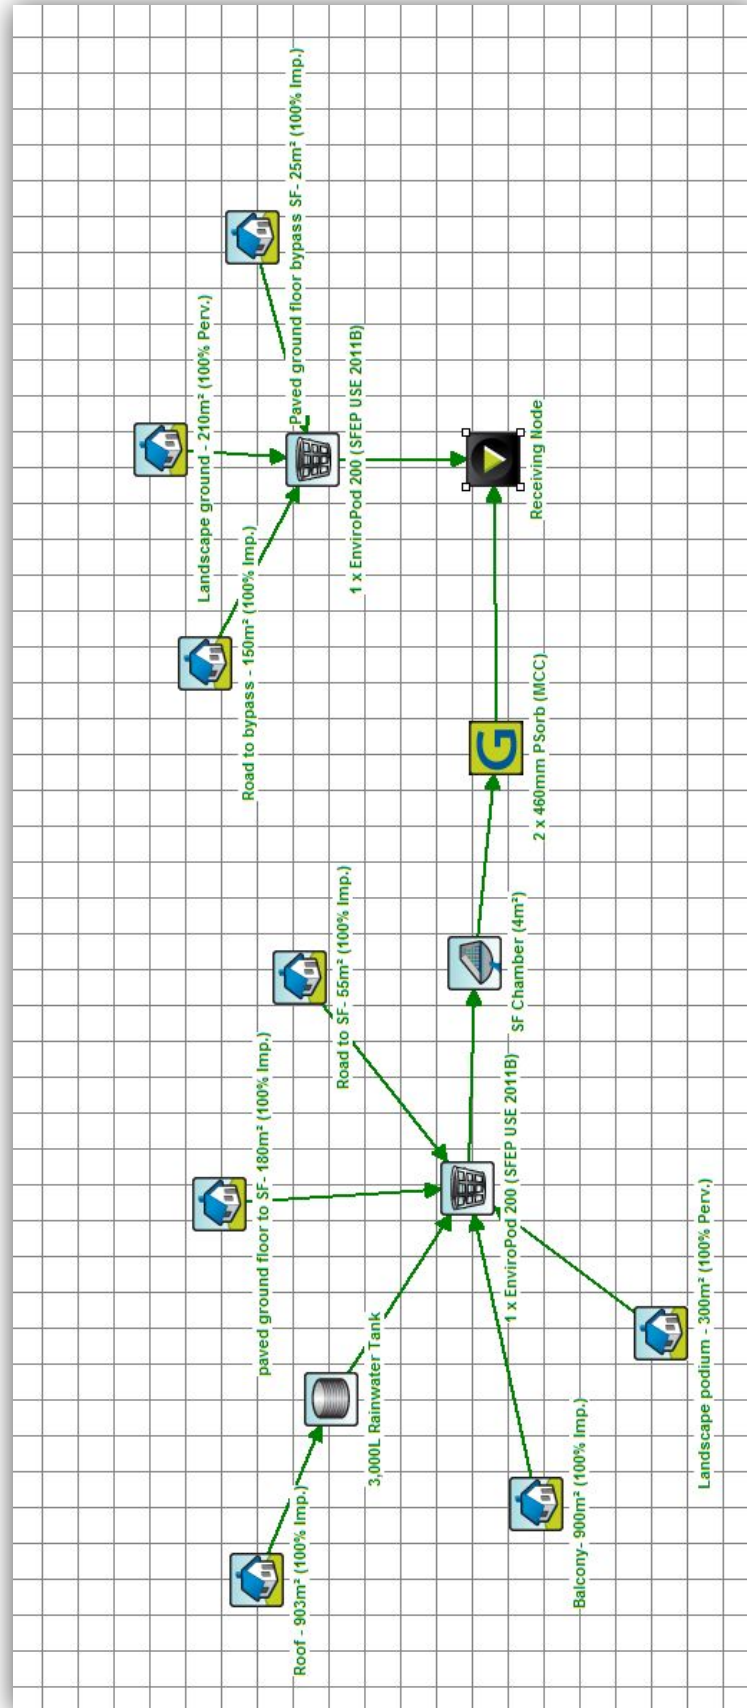 Roof - 903m² (100% Imp.)
3,000L Rainwater Tank
paved ground floor to SF- 180m² (100% Imp.)
Road to SF- 55m² (100% Imp.)
Balcony- 900m² (100% Imp.)
Landscape podium - 300m² (100% Perv.)
1 x EnviroPod 200 (SFEP USE 2011B)
SF Chamber (4m²)
G
2 x 460mm PSorb (MCC)
Road to bypass - 150m² (100% Imp.)
Landscape ground - 210m² (100% Perv.)
Paved ground floor bypass SF- 25m² (100% Imp.)
1 x EnviroPod 200 (SFEP USE 2011B)
Receiving Node